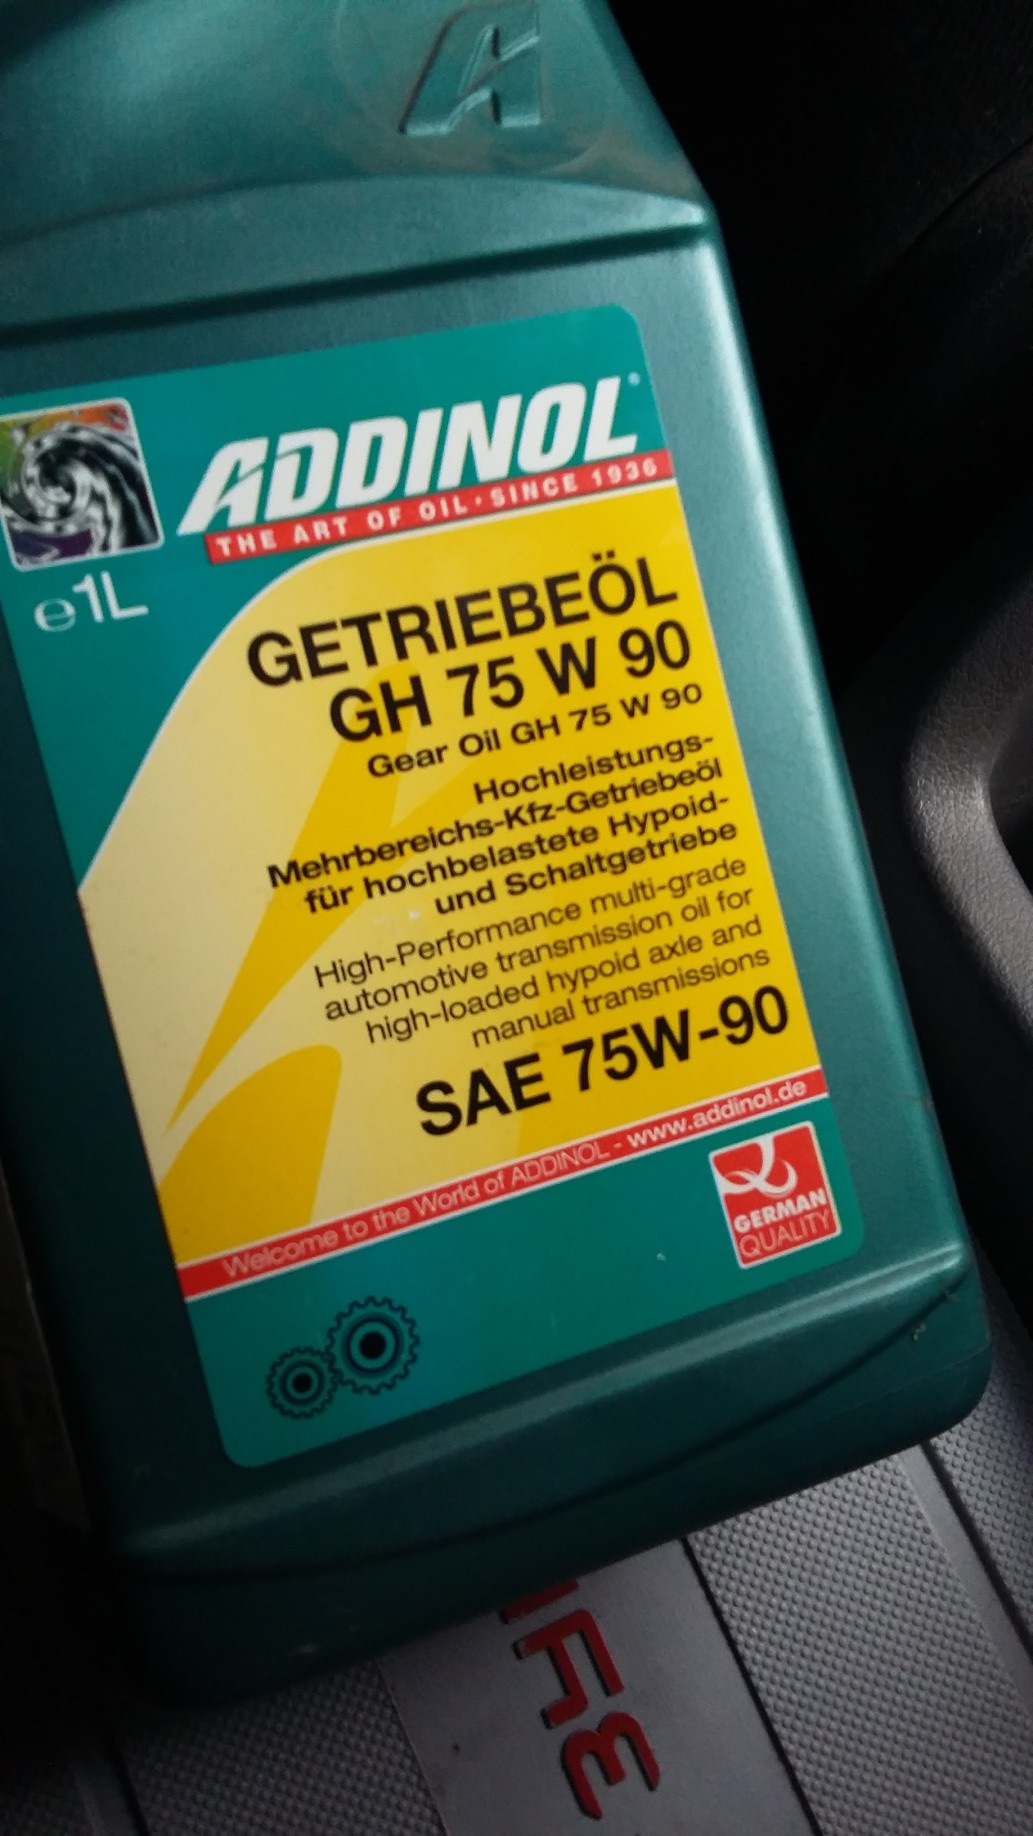 A
ADDINOL®
THE ART OF OIL · SINCE 1936
e1L
GETRIEBEÖL
GH 75 W 90
Gear Oil GH 75 W 90
Hochleistungs-
Mehrbereichs-Kfz-Getriebeöl
für hochbelastete Hypoid-
und Schaltgetriebe
High-Performance multi-grade
automotive transmission oil for
high-loaded hypoid axle and
manual transmissions
SAE 75W-90
Welcome to the World of ADDINOL - www.addinol.de
GERMAN
QUALITY